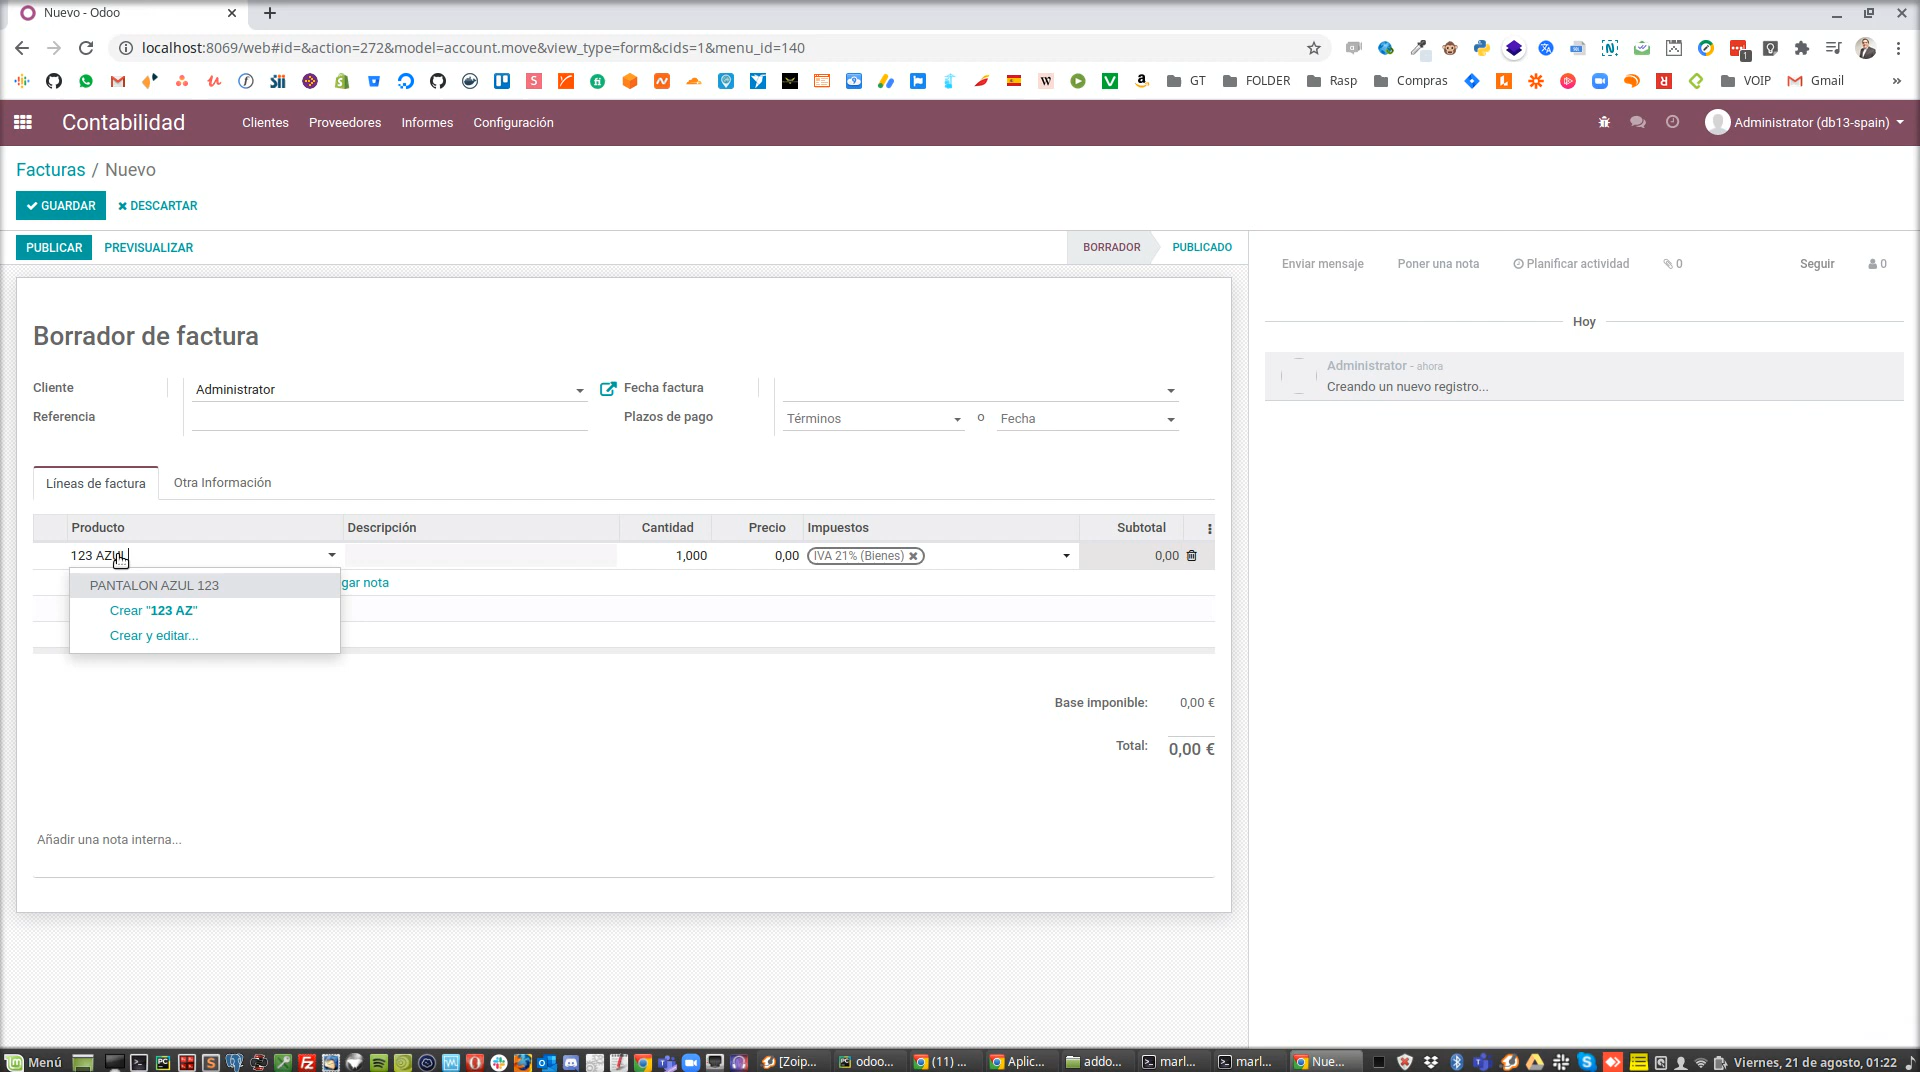 Nuevo - Odoo
localhost:8069/web#id=&action=272&model=account.move&view_type=form&cids=1&menu_id=140
GT FOLDER Rasp Compras VOIP Gmail »
Contabilidad Clientes Proveedores Informes Configuración Administrator (db13-spain)
Facturas / Nuevo
GUARDAR DESCARTAR
PUBLICAR PREVISUALIZAR BORRADOR PUBLICADO
Enviar mensaje Poner una nota Planificar actividad 0 Seguir 0
Hoy
Administrator - ahora
Creando un nuevo registro...
Borrador de factura
Cliente Administrator Fecha factura
Referencia Plazos de pago Términos o Fecha
Líneas de factura Otra Información
Producto Descripción Cantidad Precio Impuestos Subtotal
123 AZUL 1,000 0,00 IVA 21% (Bienes) 0,00
PANTALON AZUL 123 gar nota
Crear "123 AZ"
Crear y editar...
Base imponible: 0,00 €
Total: 0,00 €
Añadir una nota interna...
Menú [Zoip... odoo... (11) ... Aplic... addo... marl... marl... Nue... Viernes, 21 de agosto, 01:22